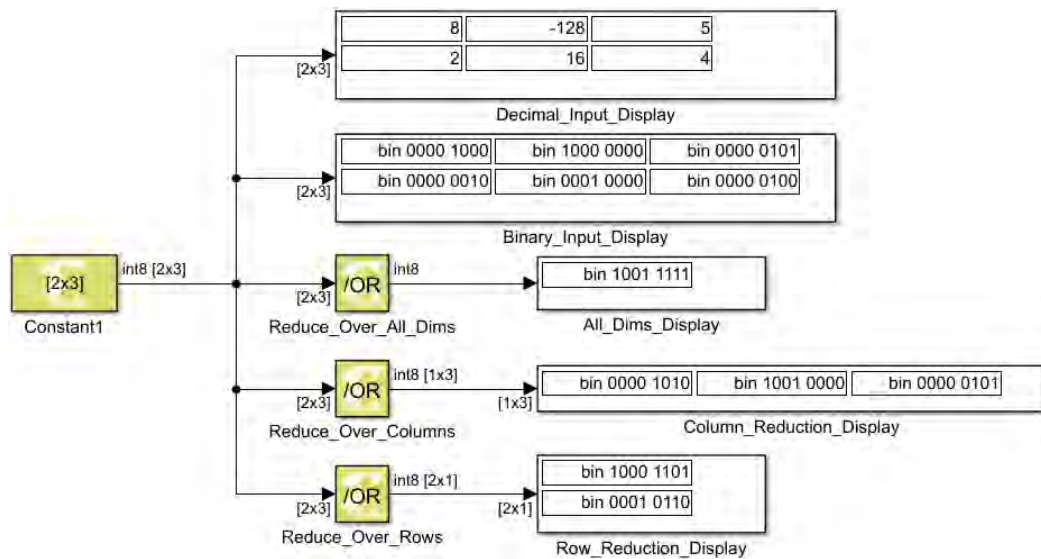 8 -128 5
[2x3] 2 16 4
Decimal_Input_Display
bin 0000 1000 bin 1000 0000 bin 0000 0101
[2x3] bin 0000 0010 bin 0001 0000 bin 0000 0100
Binary_Input_Display
[2x3] int8 [2x3]
Constant1
[2x3] /OR int8 bin 1001 1111
Reduce_Over_All_Dims All_Dims_Display
[2x3] /OR int8 [1x3] [1x3] bin 0000 1010 bin 1001 0000 bin 0000 0101
Reduce_Over_Columns Column_Reduction_Display
[2x3] /OR int8 [2x1] [2x1] bin 1000 1101
bin 0001 0110
Reduce_Over_Rows Row_Reduction_Display